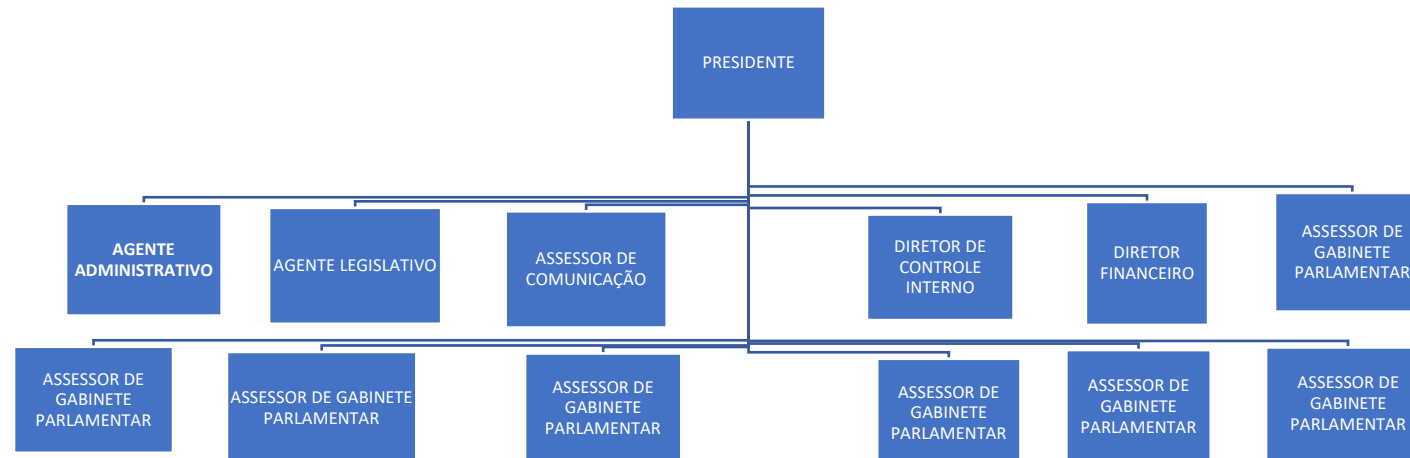 PRESIDENTE
AGENTE
ADMINISTRATIVO
AGENTE LEGISLATIVO
ASSESSOR DE
COMUNICAÇÃO
DIRETOR DE
CONTROLE
INTERNO
DIRETOR
FINANCEIRO
ASSESSOR DE
GABINETE
PARLAMENTAR
ASSESSOR DE
GABINETE
PARLAMENTAR
ASSESSOR DE GABINETE
PARLAMENTAR
ASSESSOR DE
GABINETE
PARLAMENTAR
ASSESSOR DE
GABINETE
PARLAMENTAR
ASSESSOR DE
GABINETE
PARLAMENTAR
ASSESSOR DE
GABINETE
PARLAMENTAR